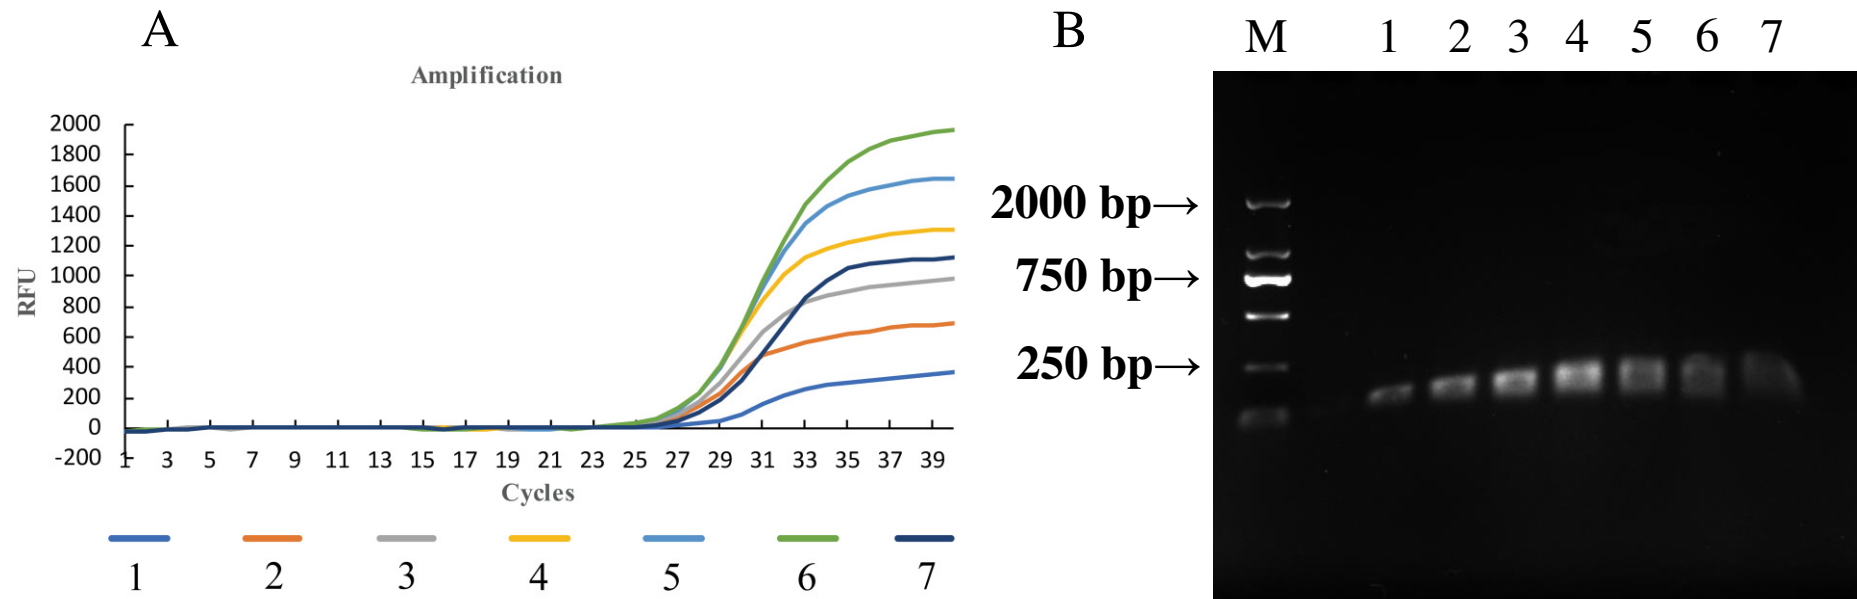 A
Amplification
2000
1800
1600
1400
1200
1000
800
600
400
200
0
-200
RFU
1 3 5 7 9 11 13 15 17 19 21 23 25 27 29 31 33 35 37 39
Cycles
1 2 3 4 5 6 7
B
M 1 2 3 4 5 6 7
2000 bp→
750 bp→
250 bp→